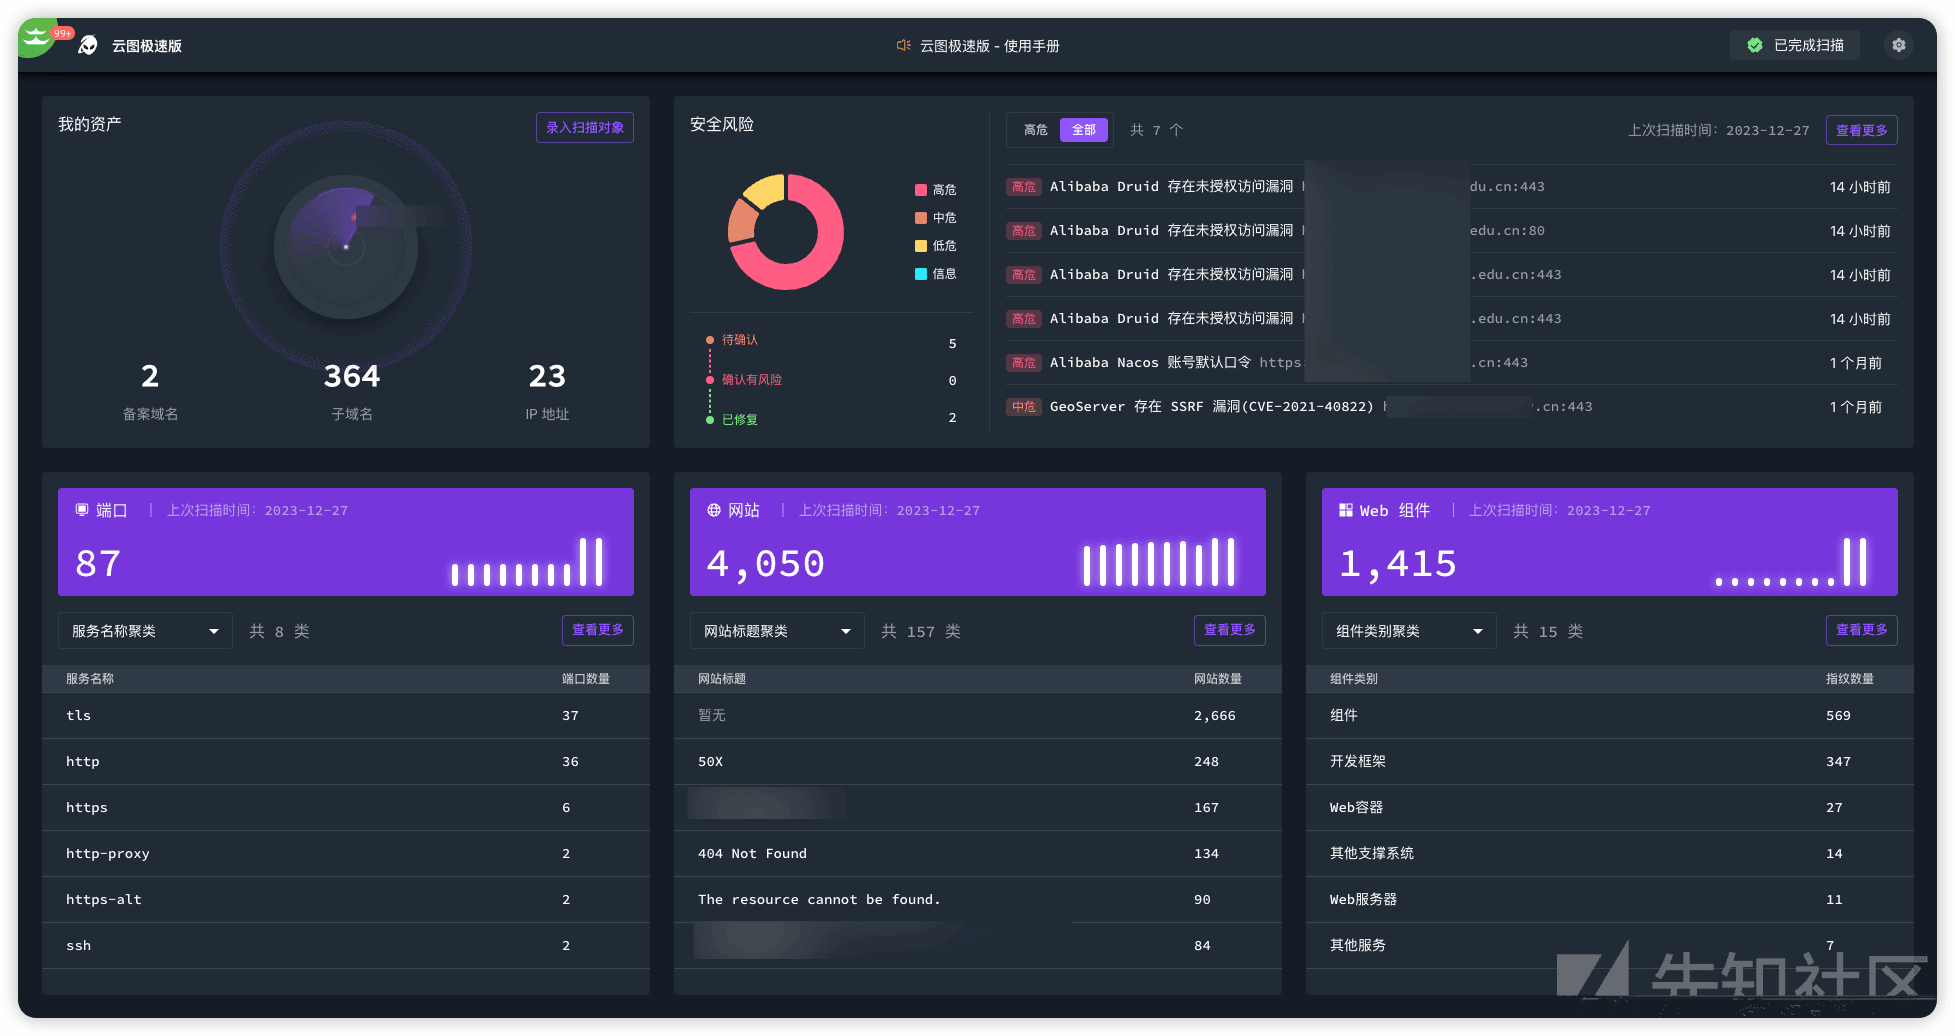 99+
云图极速版
云图极速版 - 使用手册
已完成扫描
我的资产
录入扫描对象
2
备案域名
364
子域名
23
IP 地址
安全风险
高危
中危
低危
信息
待确认 5
确认有风险 0
已修复 2
高危 全部 共 7 个 上次扫描时间: 2023-12-27 查看更多
高危 Alibaba Druid 存在未授权访问漏洞 du.cn:443 14 小时前
高危 Alibaba Druid 存在未授权访问漏洞 edu.cn:80 14 小时前
高危 Alibaba Druid 存在未授权访问漏洞 .edu.cn:443 14 小时前
高危 Alibaba Druid 存在未授权访问漏洞 .edu.cn:443 14 小时前
高危 Alibaba Nacos 账号默认口令 https: .cn:443 1 个月前
中危 GeoServer 存在 SSRF 漏洞(CVE-2021-40822) .cn:443 1 个月前
端口 | 上次扫描时间: 2023-12-27
87
服务名称聚类 共 8 类 查看更多
服务名称 端口数量
tls 37
http 36
https 6
http-proxy 2
https-alt 2
ssh 2
网站 | 上次扫描时间: 2023-12-27
4,050
网站标题聚类 共 157 类 查看更多
网站标题 网站数量
暂无 2,666
50X 248
167
404 Not Found 134
The resource cannot be found. 90
84
Web 组件 | 上次扫描时间: 2023-12-27
1,415
组件类别聚类 共 15 类 查看更多
组件类别 指纹数量
组件 569
开发框架 347
Web容器 27
其他支撑系统 14
Web服务器 11
其他服务 7
先知社区